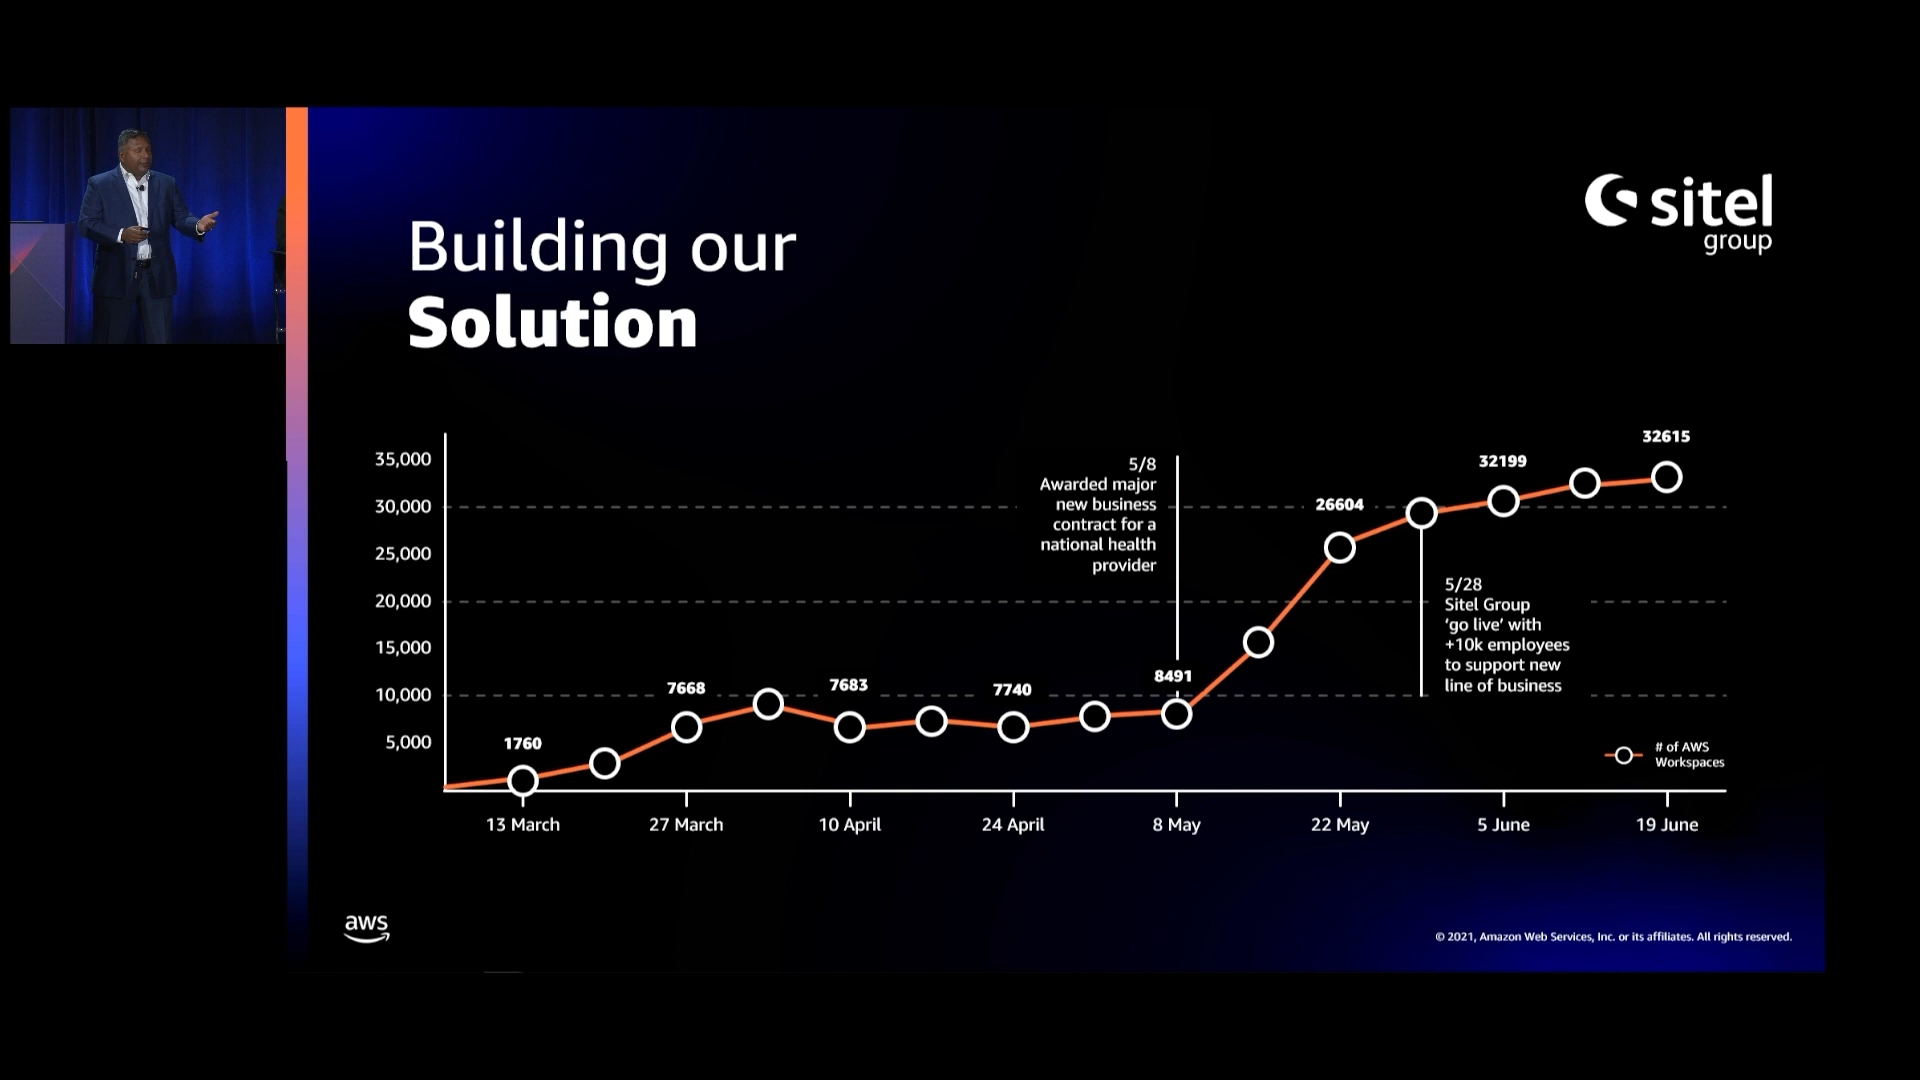 Building our
Solution
sitel
group
35,000
30,000
25,000
20,000
15,000
10,000
5,000
1760
7668
7683
7740
8491
26604
32199
32615
5/8
Awarded major
new business
contract for a
national health
provider
5/28
Sitel Group
‘go live’ with
+10k employees
to support new
line of business
# of AWS
Workspaces
13 March
27 March
10 April
24 April
8 May
22 May
5 June
19 June
aws
© 2021, Amazon Web Services, Inc. or its affiliates. All rights reserved.